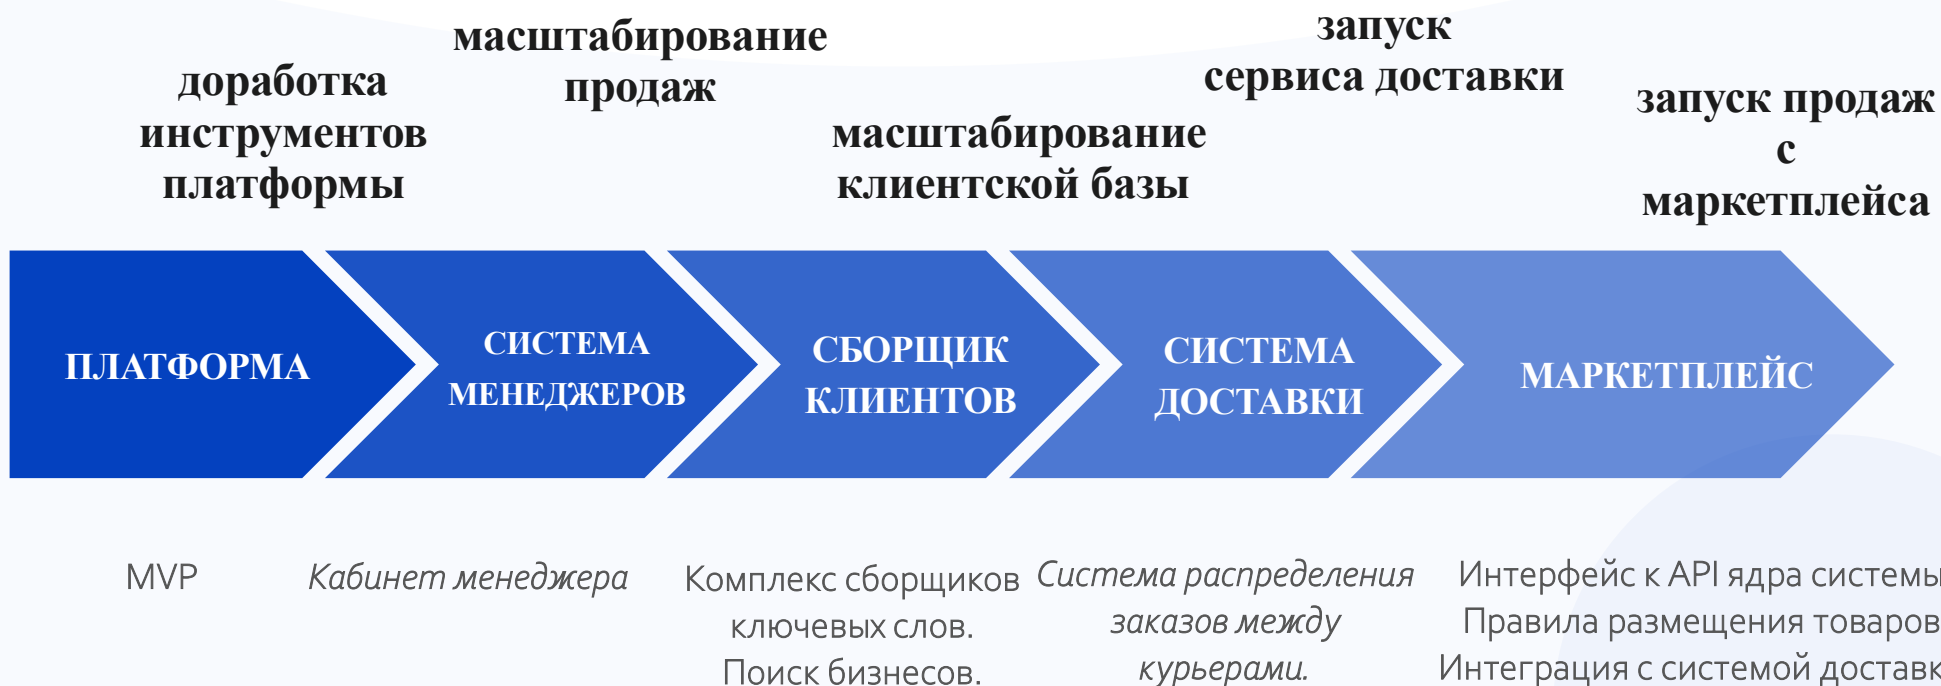 доработка
инструментов
платформы
масштабирование
продаж
масштабирование
клиентской базы
запуск
сервиса доставки
запуск продаж
с
маркетплейса
ПЛАТФОРМА
СИСТЕМА
МЕНЕДЖЕРОВ
СБОРЩИК
КЛИЕНТОВ
СИСТЕМА
ДОСТАВКИ
МАРКЕТПЛЕЙС
MVP
Кабинет менеджера
Комплекс сборщиков
ключевых слов.
Поиск бизнесов.
Система распределения
заказов между
курьерами.
Интерфейс к API ядра системы
Правила размещения товаров
Интеграция с системой доставк